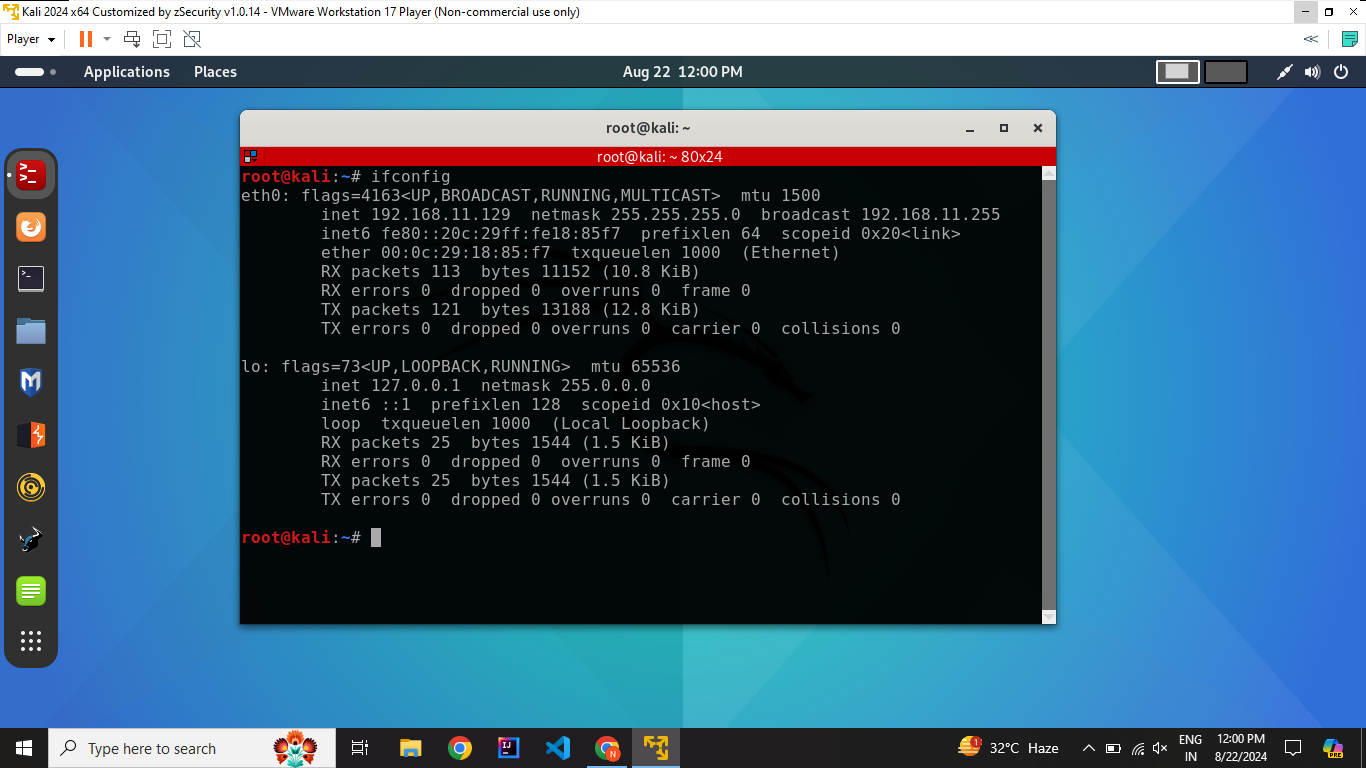 Kali 2024 x64 Customized by zSecurity v1.0.14 - VMware Workstation 17 Player (Non-commercial use only)
Player
Applications Places Aug 22 12:00 PM
root@kali: ~
root@kali: ~ 80x24
root@kali:~# ifconfig
eth0: flags=4163<UP,BROADCAST,RUNNING,MULTICAST>  mtu 1500
        inet 192.168.11.129  netmask 255.255.255.0  broadcast 192.168.11.255
        inet6 fe80::20c:29ff:fe18:85f7  prefixlen 64  scopeid 0x20<link>
        ether 00:0c:29:18:85:f7  txqueuelen 1000  (Ethernet)
        RX packets 113  bytes 11152 (10.8 KiB)
        RX errors 0  dropped 0  overruns 0  frame 0
        TX packets 121  bytes 13188 (12.8 KiB)
        TX errors 0  dropped 0 overruns 0  carrier 0  collisions 0
lo: flags=73<UP,LOOPBACK,RUNNING>  mtu 65536
        inet 127.0.0.1  netmask 255.0.0.0
        inet6 ::1  prefixlen 128  scopeid 0x10<host>
        loop  txqueuelen 1000  (Local Loopback)
        RX packets 25  bytes 1544 (1.5 KiB)
        RX errors 0  dropped 0  overruns 0  frame 0
        TX packets 25  bytes 1544 (1.5 KiB)
        TX errors 0  dropped 0 overruns 0  carrier 0  collisions 0
root@kali:~#
Type here to search
1
32°C Haze
ENG
IN
12:00 PM
8/22/2024
PRE